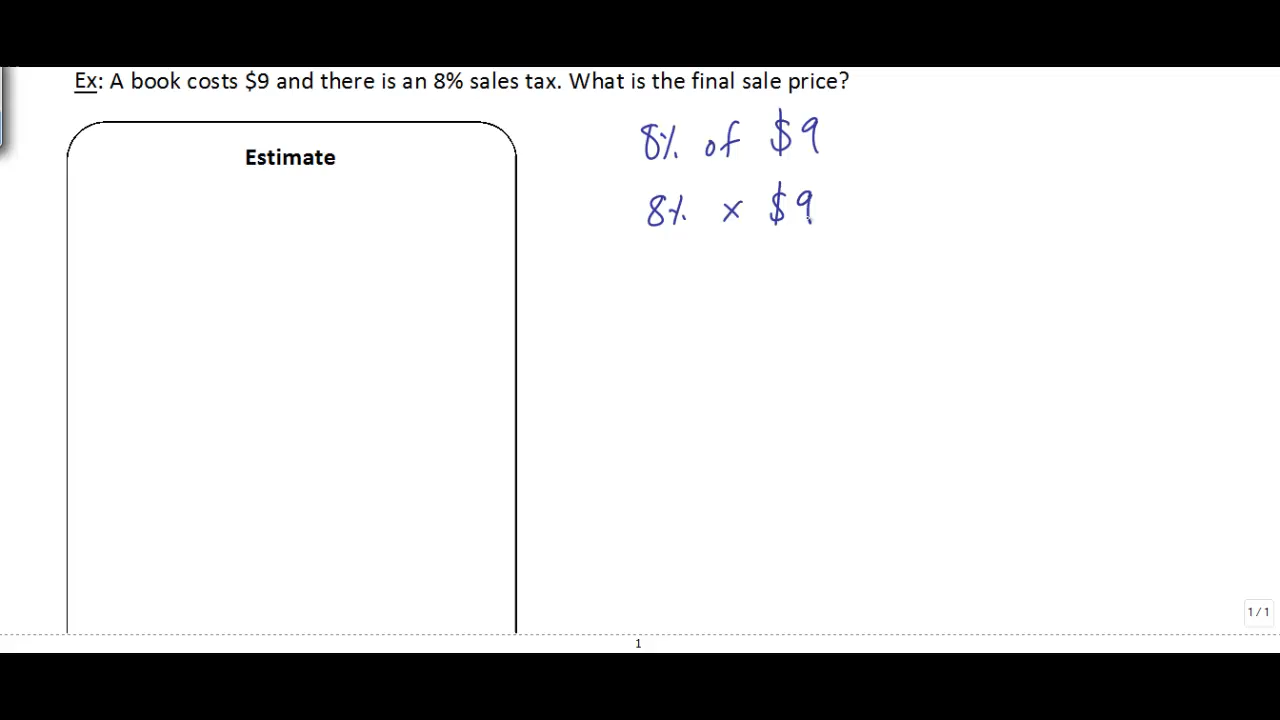 Ex: A book costs $9 and there is an 8% sales tax. What is the final sale price?
Estimate
8% of $9
8% x $9
1 / 1
1